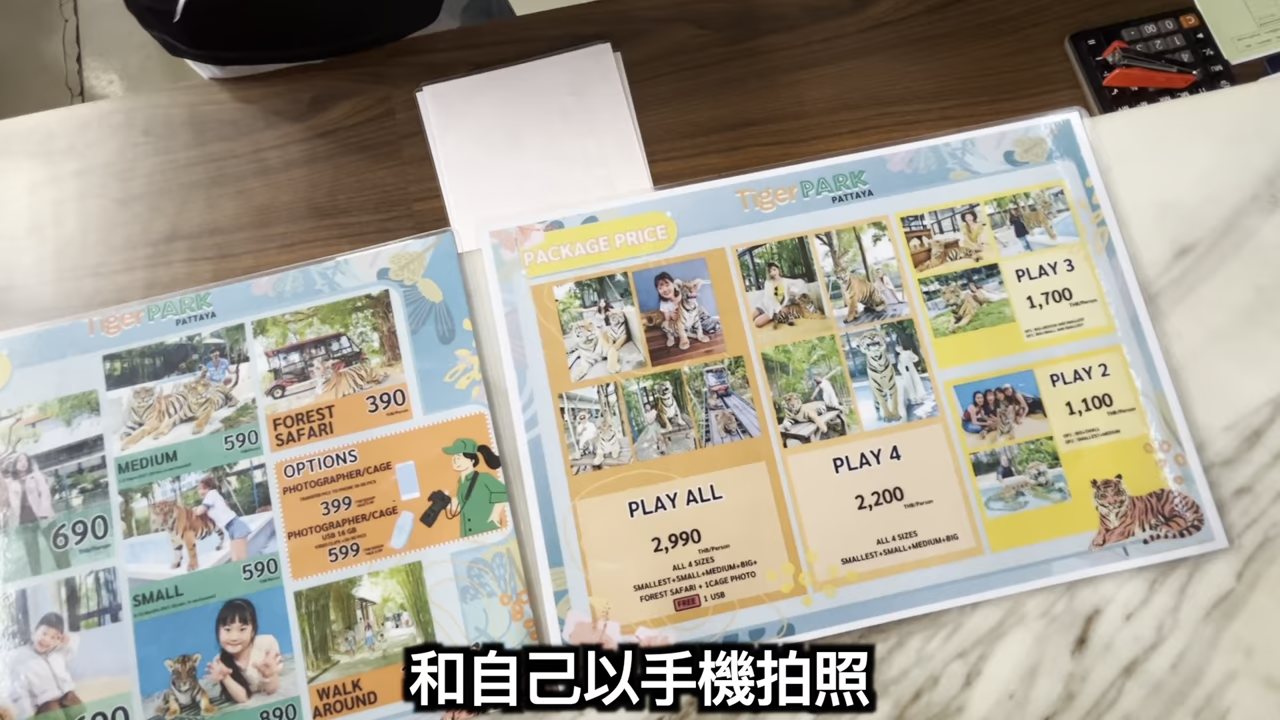 TigerPARK
PATTAYA
590
MEDIUM
690
590
SMALL
890
FOREST
SAFARI
390
OPTIONS
PHOTOGRAPHER/CAGE
399
PHOTOGRAPHER/CAGE
USB 16 GB
599
WALK
AROUND
TigerPARK
PATTAYA
PACKAGE PRICE
PLAY ALL
2,990
THB/Person
ALL 4 SIZES
SMALLEST+SMALL+MEDIUM+BIG+
FOREST SAFARI + 1CAGE PHOTO
FREE 1 USB
PLAY 4
2,200
THB/Person
ALL 4 SIZES
SMALLEST+SMALL+MEDIUM+BIG
PLAY 3
1,700
THB/Person
PLAY 2
1,100
THB/Person
和自己以手機拍照